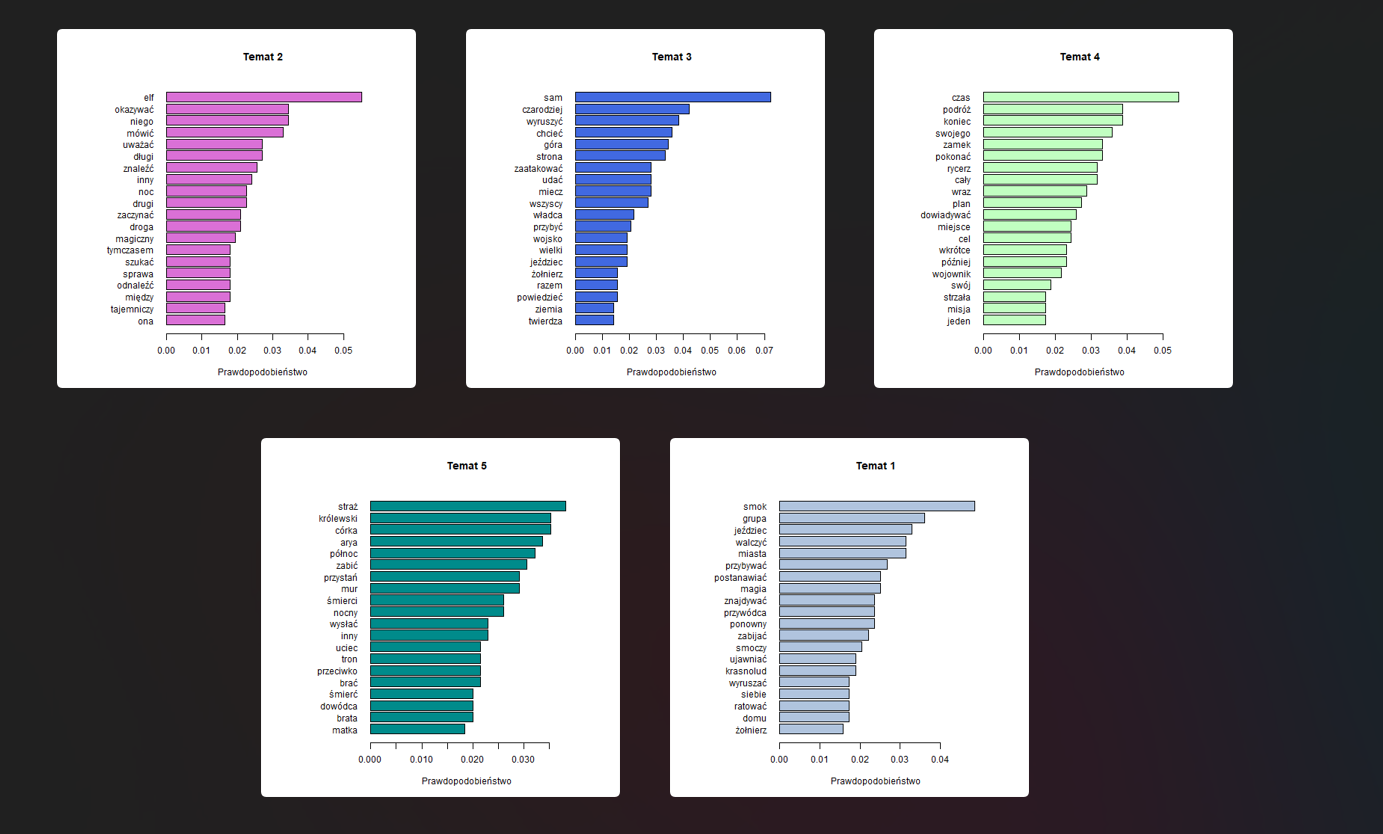 Temat 2
elf
okazywać
niego
mówić
uważać
długi
znaleźć
inny
noc
drugi
zaczynać
droga
magiczny
tymczasem
szukać
sprawa
odnaleźć
między
tajemniczy
ona
0.00 0.01 0.02 0.03 0.04 0.05
Prawdopodobieństwo
Temat 3
sam
czarodziej
wyruszyć
chcieć
góra
strona
zaatakować
udać
miecz
wszyscy
władca
przybyć
wojsko
wielki
jeździec
żołnierz
razem
powiedzieć
ziemia
twierdza
0.00 0.01 0.02 0.03 0.04 0.05 0.06 0.07
Prawdopodobieństwo
Temat 4
czas
podróż
koniec
swojego
zamek
pokonać
rycerz
cały
wraz
plan
dowiadywać
miejsce
cel
wkrótce
później
wojownik
swój
strzała
misja
jeden
0.00 0.01 0.02 0.03 0.04 0.05
Prawdopodobieństwo
Temat 5
straż
królewski
córka
arya
północ
zabić
przystań
mur
śmierci
nocny
wysłać
inny
uciec
tron
przeciwko
brać
śmierć
dowódca
brata
matka
0.000 0.010 0.020 0.030
Prawdopodobieństwo
Temat 1
smok
grupa
jeździec
walczyć
miasta
przybywać
postanawiać
magia
znajdywać
przywódca
ponowny
zabijać
smoczy
ujawniać
krasnolud
wyruszać
siebie
ratować
domu
żołnierz
0.00 0.01 0.02 0.03 0.04
Prawdopodobieństwo